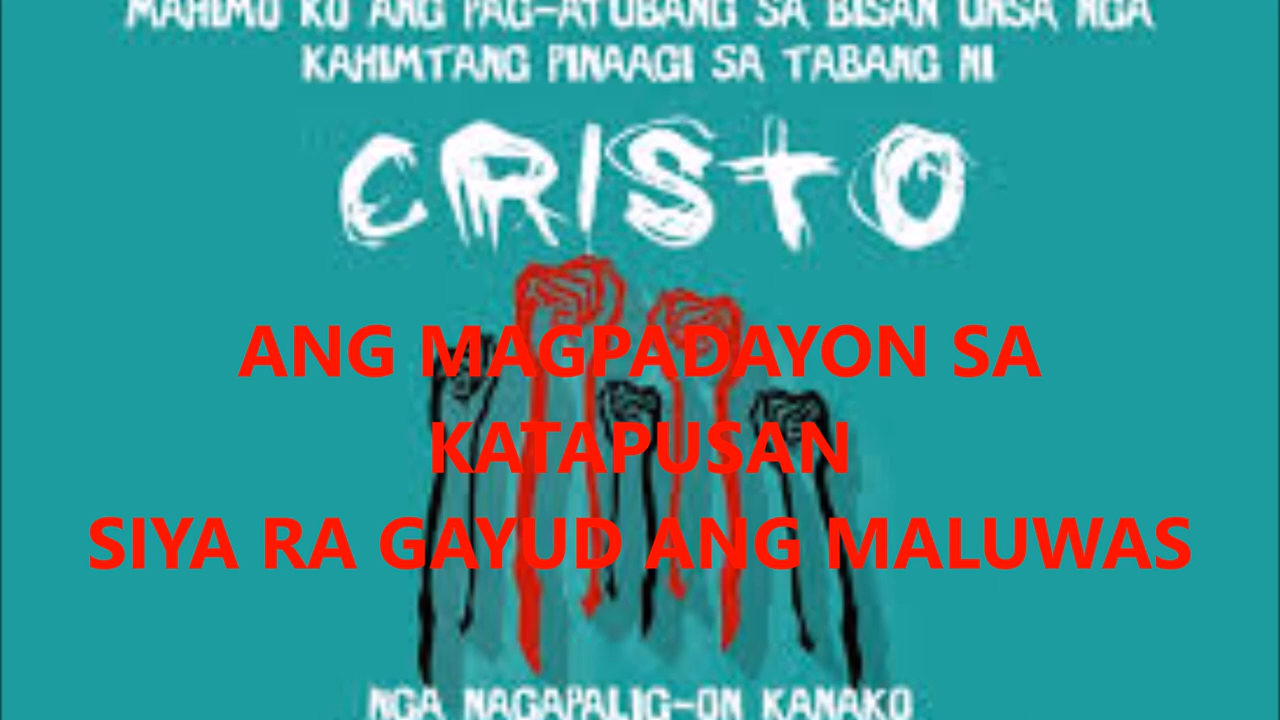 MAHIMO KO ANG PAG-ATUBANG SA BISAN UNSA NGA
KAHIMTANG PINAAGI SA TABANG NI
CRISTO
ANG MAGPADAYON SA
KATAPUSAN
SIYA RA GAYUD ANG MALUWAS
NGA NAGAPALIG-ON KANAKO